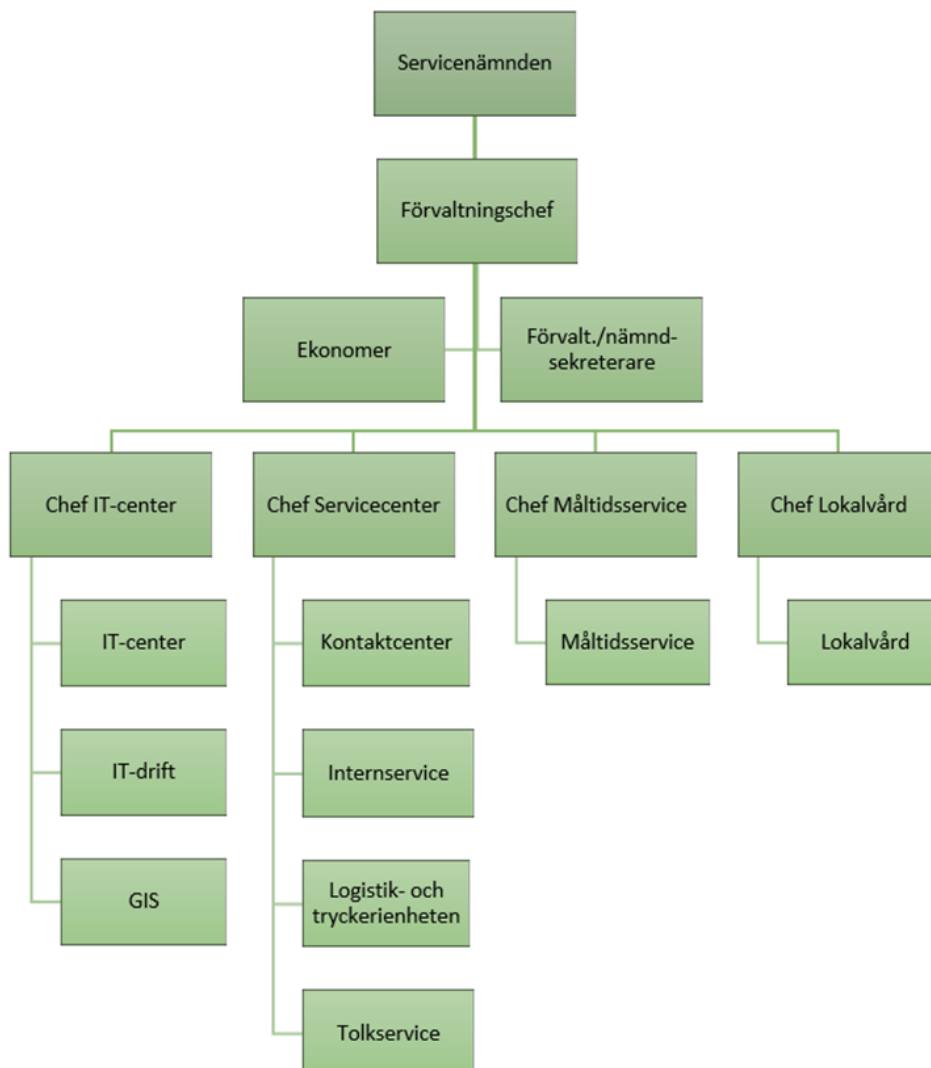 Servicenämnden
Förvaltningschef
Ekonomer
Förvalt./nämnd-
sekreterare
Chef IT-center
Chef Servicecenter
Chef Måltidsservice
Chef Lokalvård
IT-center
Kontaktcenter
Måltidsservice
Lokalvård
IT-drift
Internservice
GIS
Logistik- och
tryckerienheten
Tolkservice